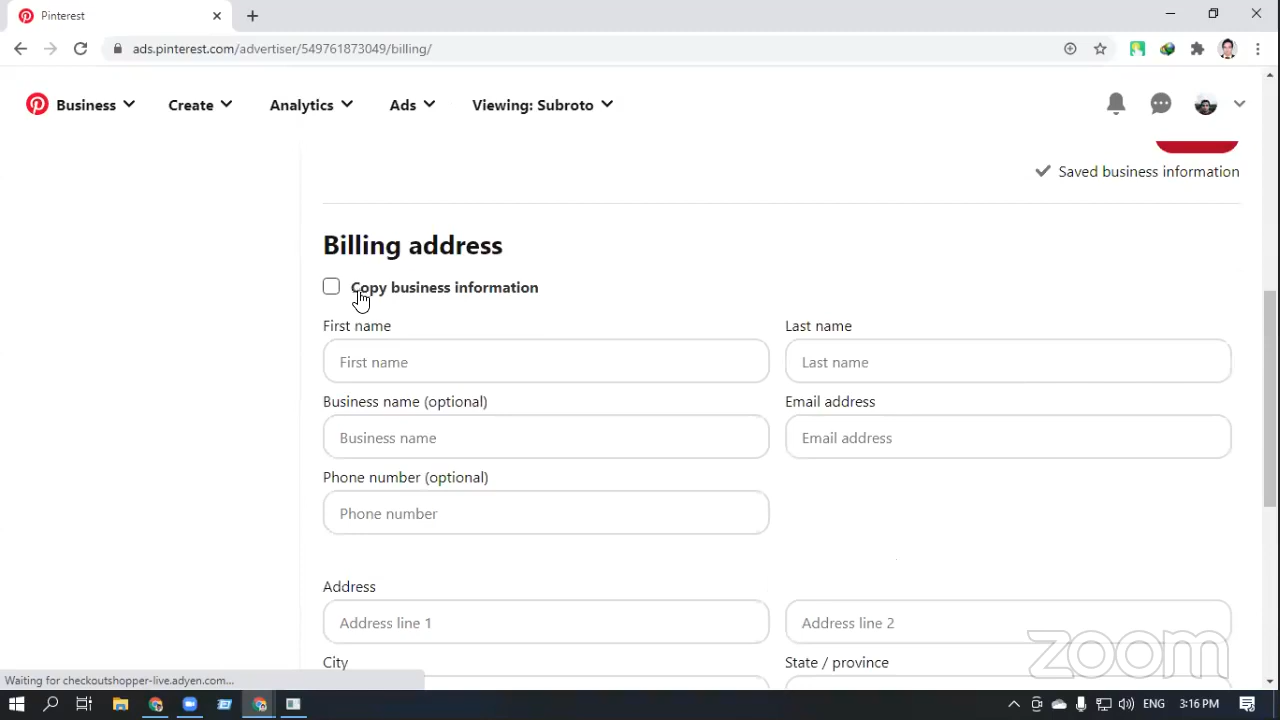 Pinterest
ads.pinterest.com/advertiser/549761873049/billing/
Business Create Analytics Ads Viewing: Subroto
Saved business information
Billing address
Copy business information
First name Last name
First name Last name
Business name (optional) Email address
Business name Email address
Phone number (optional)
Phone number
Address
Address line 1 Address line 2
City State / province
zoom
Waiting for checkoutshopper-live.adyen.com...
ENG 3:16 PM